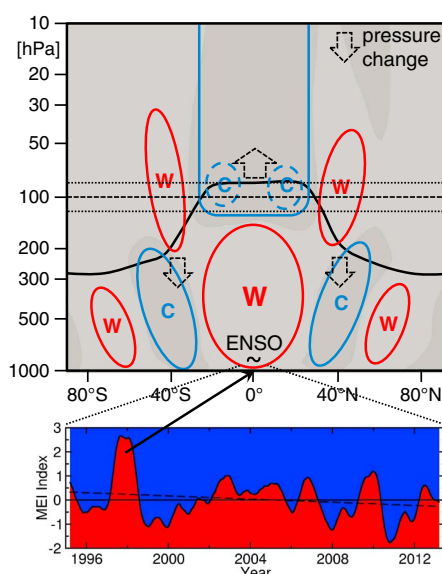 10
[hPa]
20
30
50
100
200
300
500
1000
pressure
change
W
W
C
C
W
C
C
W
W
ENSO
~
80°S
40°S
0°
40°N
80°N
3
2
1
0
-1
-2
MEI Index
1996
2000
2004
2008
2012
Year